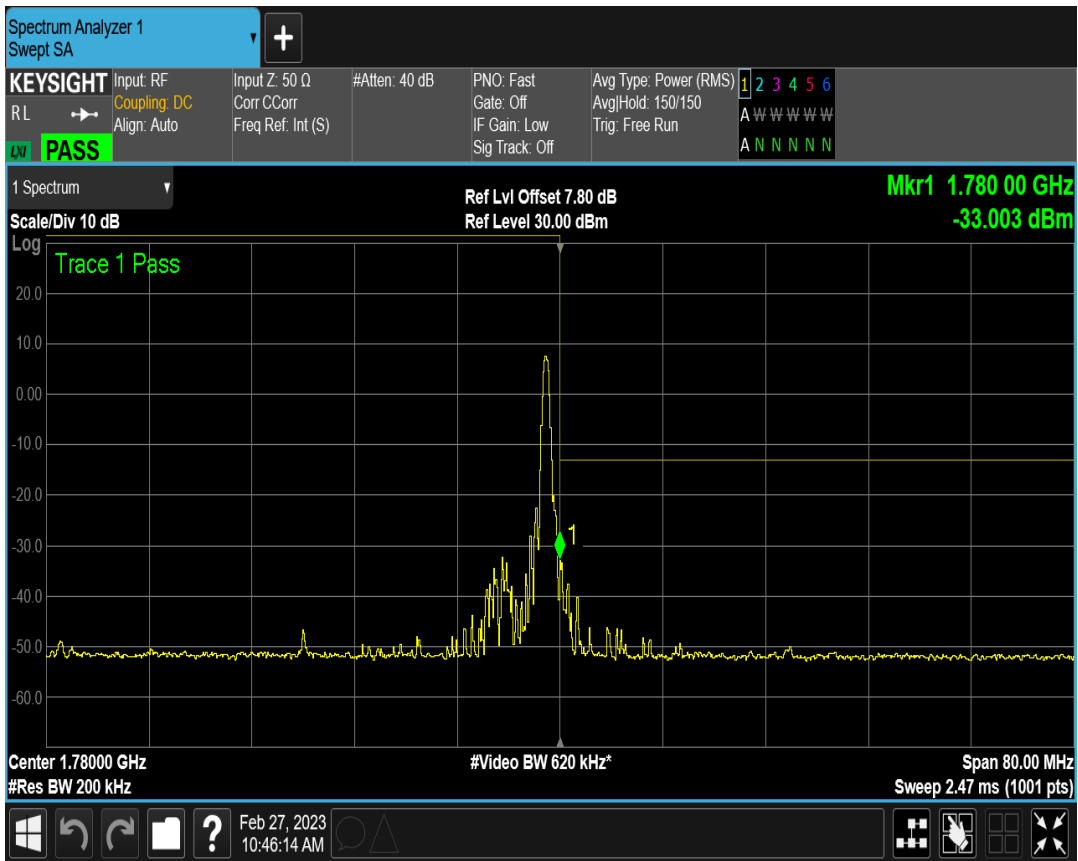 Spectrum Analyzer 1
Swept SA
+
KEYSIGHT
RL
LXI PASS
Input: RF
Coupling: DC
Align: Auto
Input Z: 50 Ω
Corr CCorr
Freq Ref: Int (S)
#Atten: 40 dB
PNO: Fast
Gate: Off
IF Gain: Low
Sig Track: Off
Avg Type: Power (RMS)
Avg|Hold: 150/150
Trig: Free Run
1 2 3 4 5 6
A W W W W W
A N N N N N
1 Spectrum
Scale/Div 10 dB
Ref Lvl Offset 7.80 dB
Ref Level 30.00 dBm
Mkr1 1.780 00 GHz
-33.003 dBm
Log
Trace 1 Pass
20.0
10.0
0.00
-10.0
-20.0
-30.0
-40.0
-50.0
-60.0
1
Center 1.78000 GHz
#Res BW 200 kHz
#Video BW 620 kHz*
Span 80.00 MHz
Sweep 2.47 ms (1001 pts)
?
Feb 27, 2023
10:46:14 AM